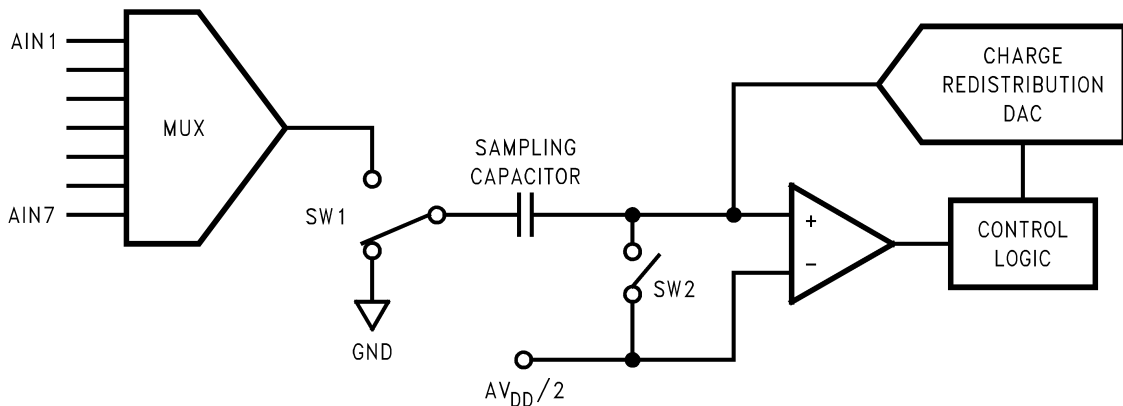 AIN1
MUX
AIN7
SW1
GND
SAMPLING
CAPACITOR
SW2
AVDD/2
+
−
CHARGE
REDISTRIBUTION
DAC
CONTROL
LOGIC